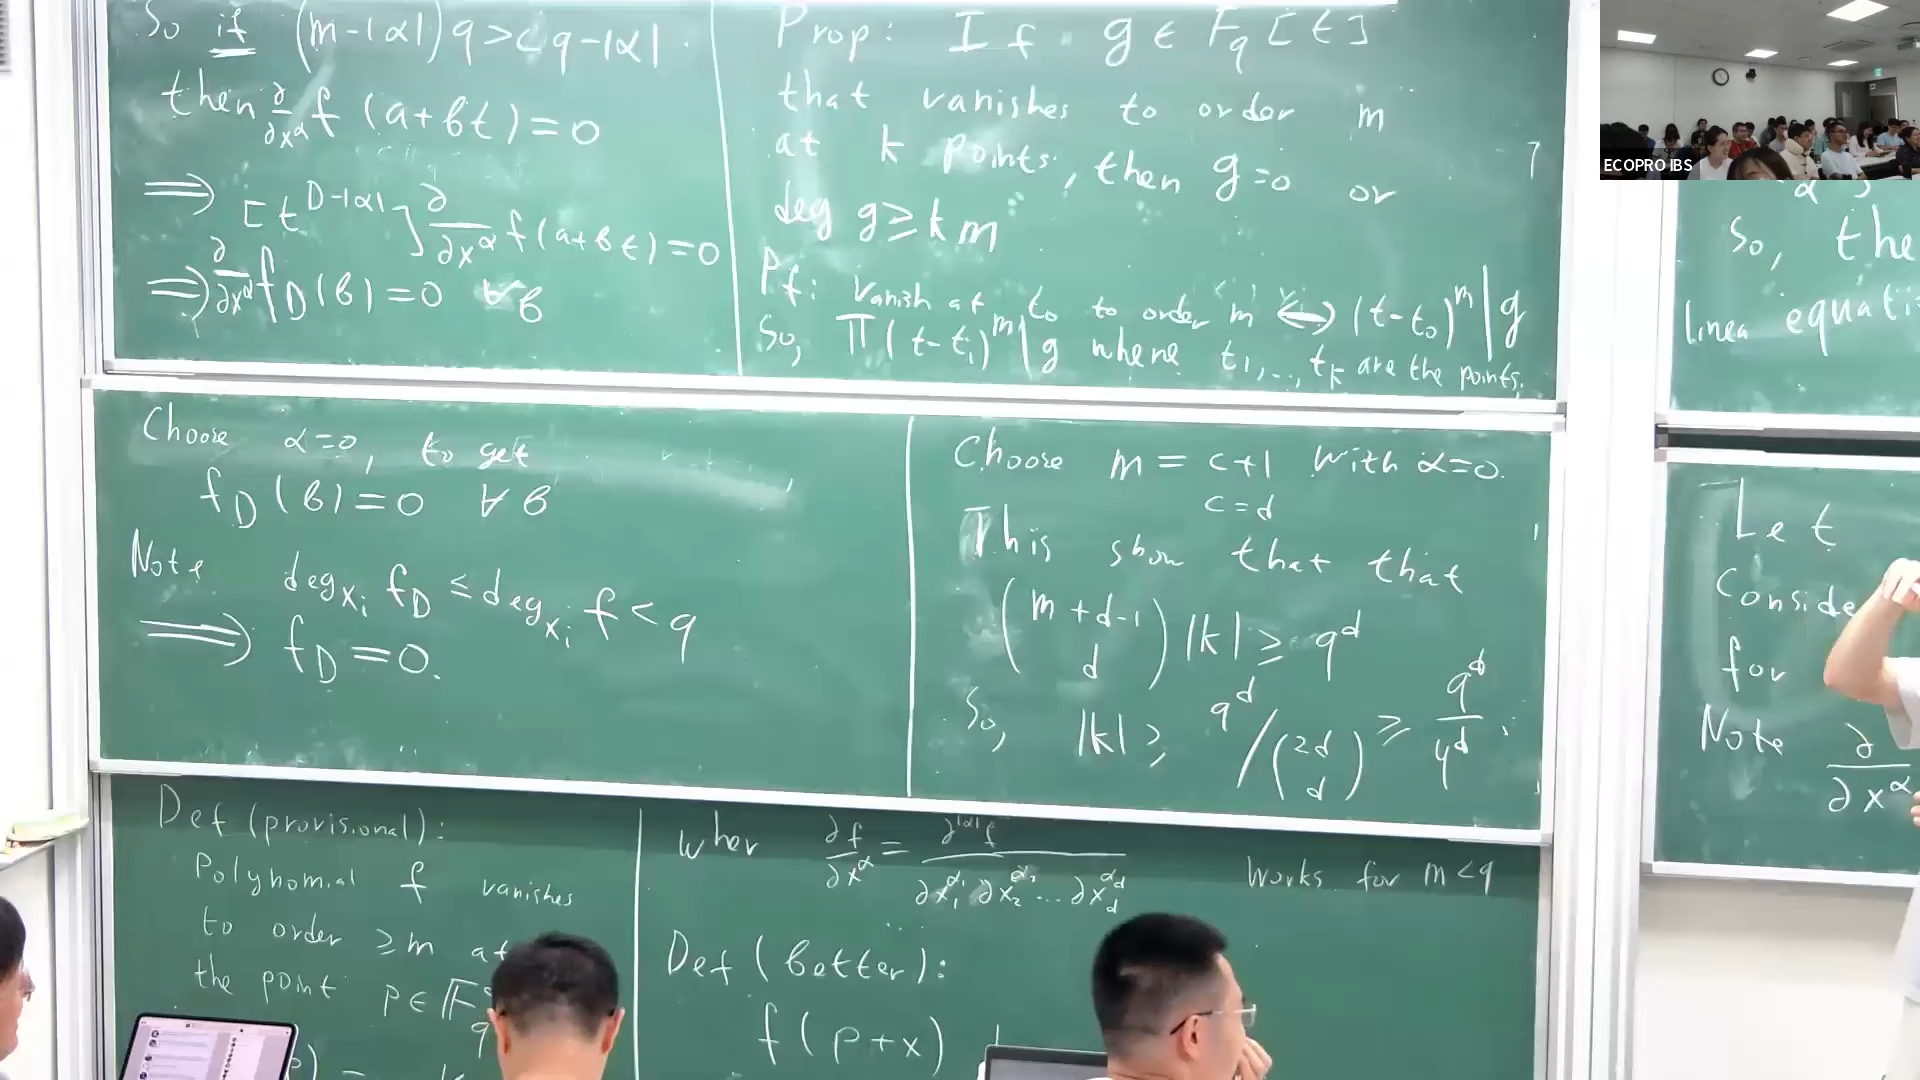 So if (m-|α|)q > cq-|α|.
then ∂/∂x^α f (a+bt) = 0
⟹ [t^{D-|α|}] ∂/∂x^α f(a+bt) = 0
⟹ ∂/∂x^α f_D(b) = 0 ∀b
Prop: If g ∈ F_q[t]
that vanishes to order m
at k points, then g=0 or
deg g ≥ km
Pf: Vanish at t_0 to order m ⟷ (t-t_0)^m | g
So, Π(t-t_i)^m | g where t_1,..,t_k are the points.
Choose α=0, to get
f_D(b) = 0 ∀b
Note deg_{x_i} f_D ≤ deg_{x_i} f < q
⟹ f_D = 0.
Choose m = c+1 with α=0.
c=d
This show that that
(m+d-1 d) |K| ≥ q^d
So, |K| ≥ q^d / (2d d) ≥ q^d/4^d.
Def (provisional):
Polynomial f vanishes
to order ≥m at
the point p ∈ F_q
wher ∂f/∂x^α = ∂^{|α|}f / ∂x_1^{α_1} ∂x_2^{α_2} ... ∂x_d^{α_d}
Works for m<q
Def (better):
f(p+x)
ECOPRO IBS
α
So, the
linea equati
Let
Conside
for
Note ∂/∂x^α